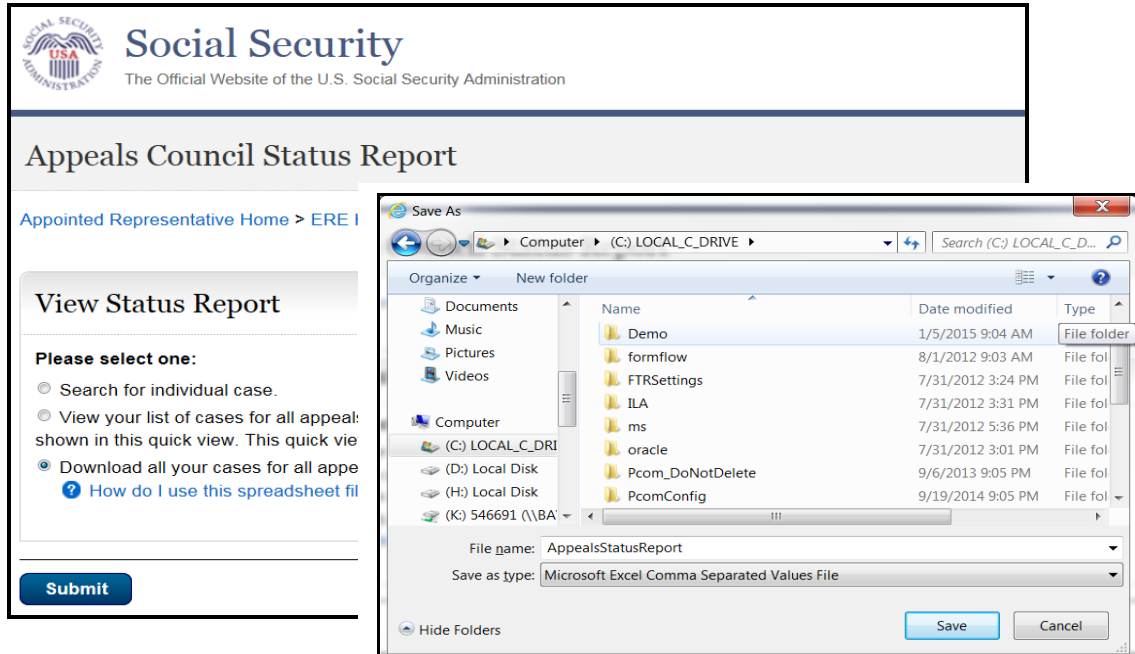 SOCIAL SECURITY
USA
ADMINISTRATION
Social Security
The Official Website of the U.S. Social Security Administration
Appeals Council Status Report
Appointed Representative Home > ERE
View Status Report
Please select one:
Search for individual case.
View your list of cases for all appeals
shown in this quick view. This quick vie
Download all your cases for all appe
? How do I use this spreadsheet fil
Submit
Save As
X
Computer (C:) LOCAL_C_DRIVE
Search (C:) LOCAL_C_D...
Organize New folder
?
Documents
Music
Pictures
Videos
Computer
(C:) LOCAL_C_DRI
(D:) Local Disk
(H:) Local Disk
(K:) 546691 (\\BA
Name Date modified Type
Demo 1/5/2015 9:04 AM File folder
formflow 8/1/2012 9:03 AM File fol
FTRSettings 7/31/2012 3:24 PM File fol
ILA 7/31/2012 3:31 PM File fol
ms 7/31/2012 5:36 PM File fol
oracle 7/31/2012 3:01 PM File fol
Pcom_DoNotDelete 9/6/2013 9:05 PM File fol
PcomConfig 9/19/2014 9:05 PM File fol
File name: AppealsStatusReport
Save as type: Microsoft Excel Comma Separated Values File
Hide Folders
Save
Cancel